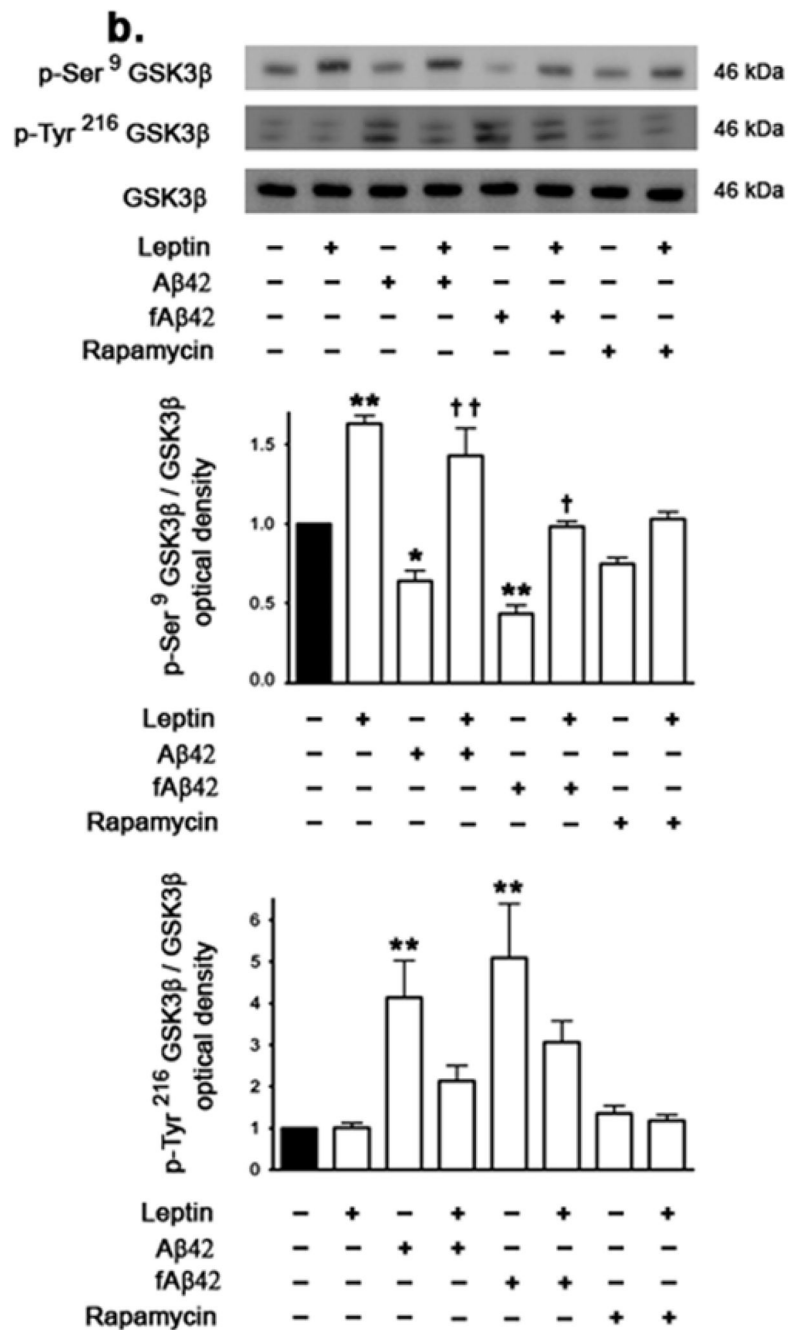 b.
p-Ser 9 GSK3β 46 kDa
p-Tyr 216 GSK3β 46 kDa
GSK3β 46 kDa
Leptin − + − + − + − +
Aβ42 − − + + − − − −
fAβ42 − − − − + + − −
Rapamycin − − − − − − + +
p-Ser 9 GSK3β / GSK3β
optical density
1.5
1.0
0.5
0.0
** * †† ** †
Leptin − + − + − + − +
Aβ42 − − + + − − − −
fAβ42 − − − − + + − −
Rapamycin − − − − − − + +
p-Tyr 216 GSK3β / GSK3β
optical density
6
5
4
3
2
1
0
** **
Leptin − + − + − + − +
Aβ42 − − + + − − − −
fAβ42 − − − − + + − −
Rapamycin − − − − − − + +